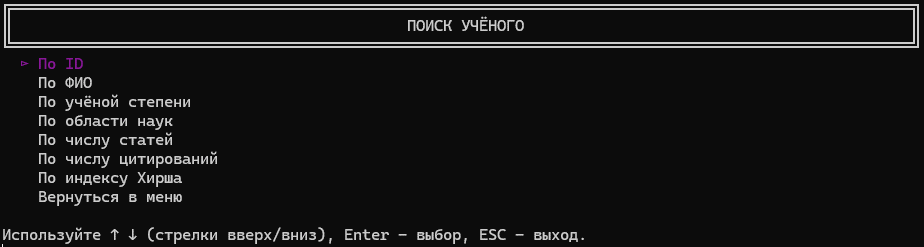 ПОИСК УЧЁНОГО
▻ По ID
По ФИО
По учёной степени
По области наук
По числу статей
По числу цитирований
По индексу Хирша
Вернуться в меню
Используйте ↑ ↓ (стрелки вверх/вниз), Enter — выбор, ESC — выход.